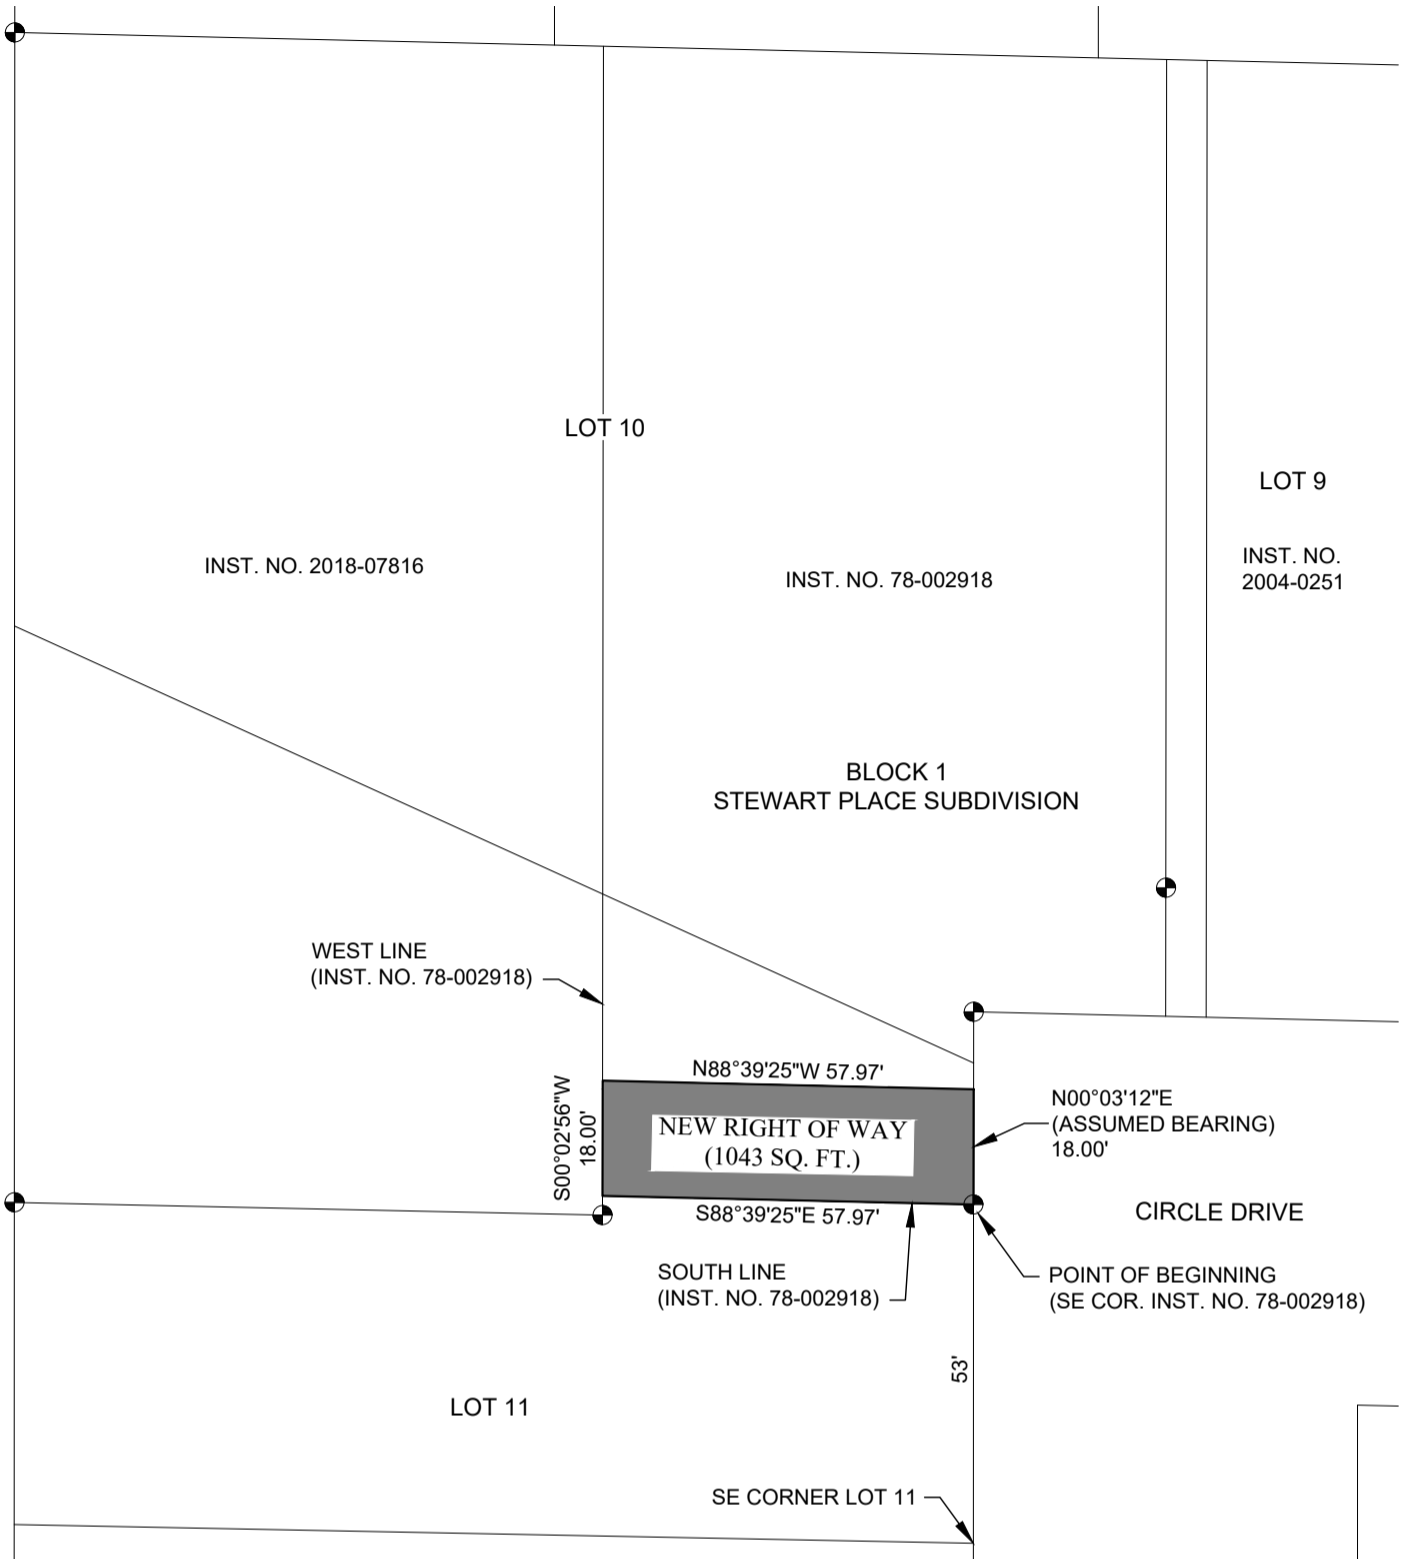 LOT 10
LOT 9
INST. NO. 2018-07816
INST. NO. 78-002918
INST. NO.
2004-0251
BLOCK 1
STEWART PLACE SUBDIVISION
WEST LINE
(INST. NO. 78-002918)
N88°39'25"W 57.97'
S00°02'56"W
18.00'
NEW RIGHT OF WAY
(1043 SQ. FT.)
N00°03'12"E
(ASSUMED BEARING)
18.00'
S88°39'25"E 57.97'
CIRCLE DRIVE
SOUTH LINE
(INST. NO. 78-002918)
POINT OF BEGINNING
(SE COR. INST. NO. 78-002918)
53'
LOT 11
SE CORNER LOT 11